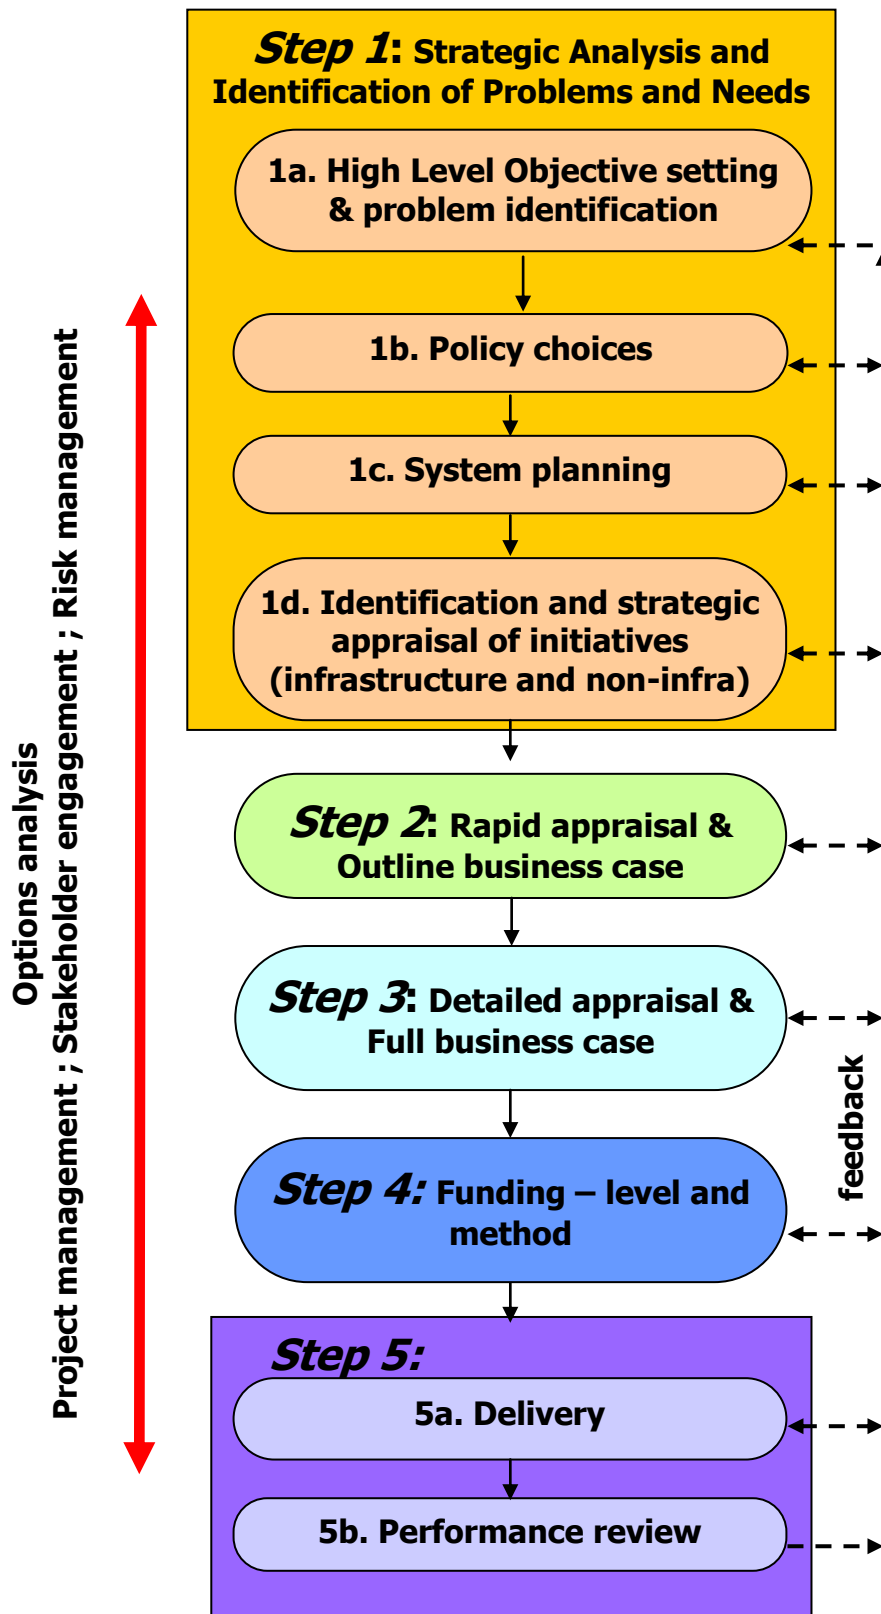 Step 1: Strategic Analysis and
Identification of Problems and Needs
1a. High Level Objective setting
& problem identification
1b. Policy choices
1c. System planning
1d. Identification and strategic
appraisal of initiatives
(infrastructure and non-infra)
Step 2: Rapid appraisal &
Outline business case
Step 3: Detailed appraisal &
Full business case
Step 4: Funding – level and
method
Step 5:
5a. Delivery
5b. Performance review
Options analysis
Project management ; Stakeholder engagement ; Risk management
feedback